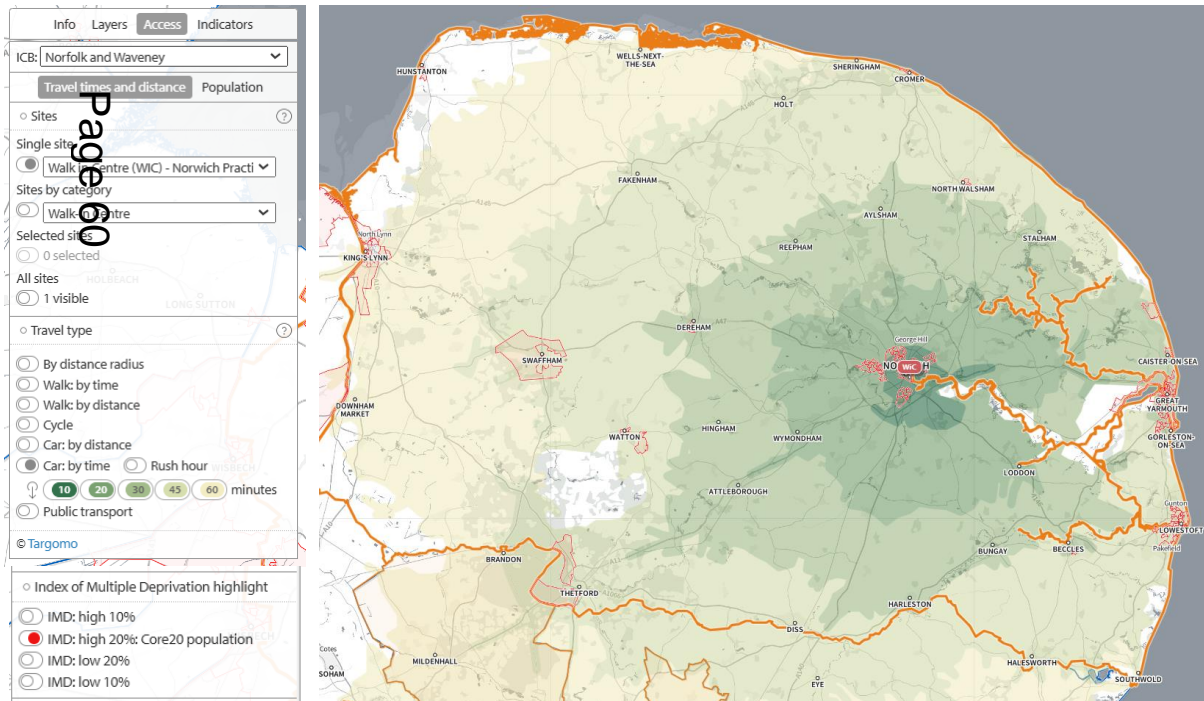 Info Layers Access Indicators
ICB: Norfolk and Waveney
Travel times and distance Population
Page 60
Sites ?
Single site
Walk in Centre (WIC) - Norwich Practi
Sites by category
Walk-in Centre
Selected sites
0 selected
All sites
1 visible
HOLBEACH
LONG SUTTON
Travel type ?
By distance radius
Walk: by time
Walk: by distance
Cycle
Car: by distance
Car: by time Rush hour
WISBECH
10 20 30 45 60 minutes
Public transport
© Targomo
Index of Multiple Deprivation highlight
IMD: high 10%
IMD: high 20%: Core20 population
IMD: low 20%
IMD: low 10%
HUNSTANTON
WELLS-NEXT-
THE-SEA
SHERINGHAM
CROMER
HOLT
FAKENHAM
NORTH WALSHAM
AYLSHAM
North Lynn
KING'S LYNN
REEPHAM
STALHAM
A148
A47
DEREHAM
George Hill
SWAFFHAM
NO WiC H
CAISTER-ON-SEA
DOWNHAM
MARKET
GREAT
YARMOUTH
HINGHAM
WATTON
WYMONDHAM
GORLESTON-
ON-SEA
LODDON
ATTLEBOROUGH
Gunton
LOWESTOFT
Pakefield
BRANDON
BUNGAY
BECCLES
THETFORD
HARLESTON
DISS
Cotes
SOHAM
MILDENHALL
HALESWORTH
EYE
SOUTHWOLD